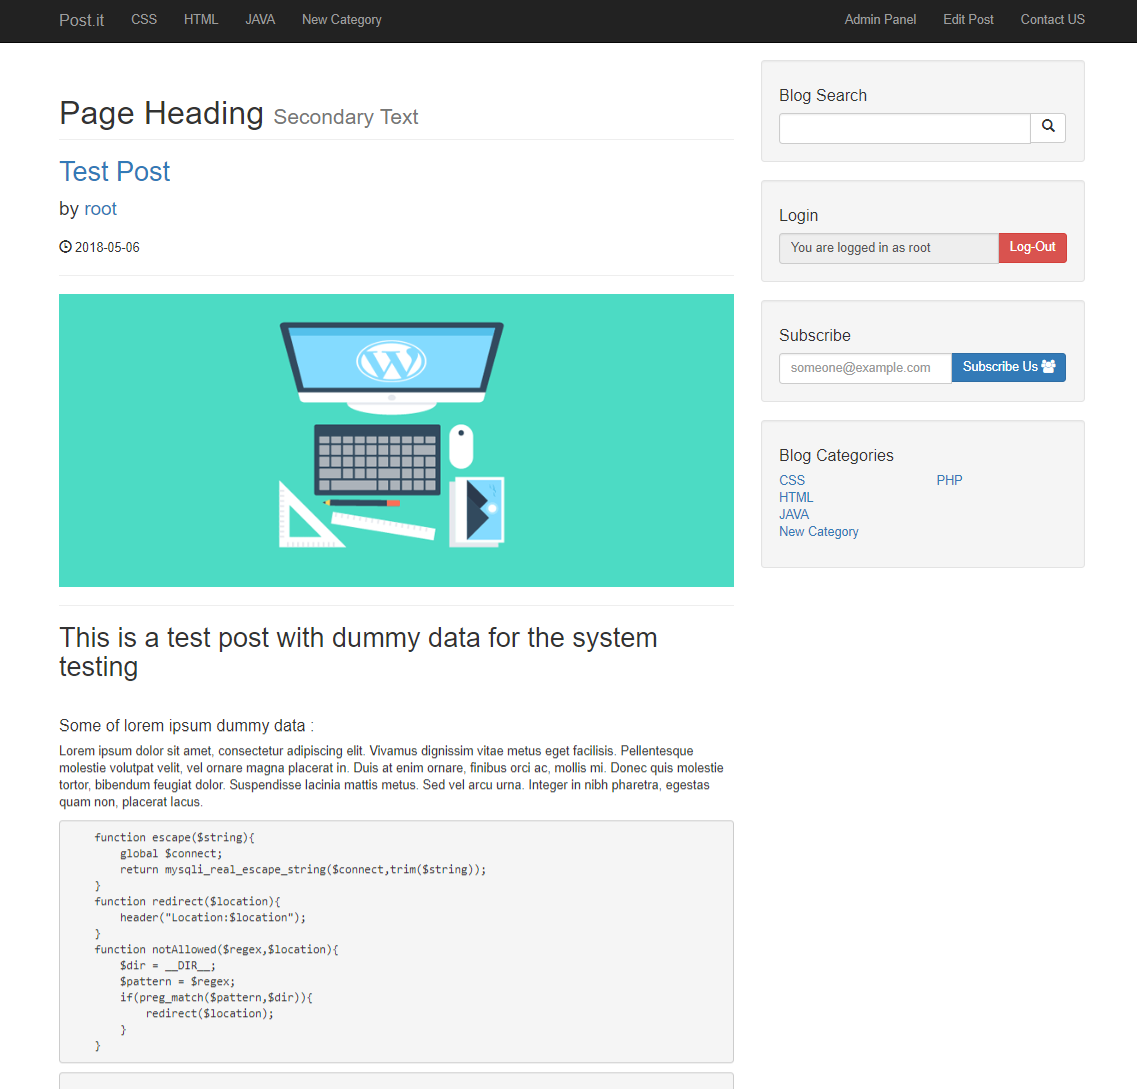 Post.it CSS HTML JAVA New Category Admin Panel Edit Post Contact US
Page Heading Secondary Text
Test Post
by root
2018-05-06
This is a test post with dummy data for the system
testing
Some of lorem ipsum dummy data :
Lorem ipsum dolor sit amet, consectetur adipiscing elit. Vivamus dignissim vitae metus eget facilisis. Pellentesque
molestie volutpat velit, vel ornare magna placerat in. Duis at enim ornare, finibus orci ac, mollis mi. Donec quis molestie
tortor, bibendum feugiat dolor. Suspendisse lacinia mattis metus. Sed vel arcu urna. Integer in nibh pharetra, egestas
quam non, placerat lacus.
function escape($string){
global $connect;
return mysqli_real_escape_string($connect,trim($string));
}
function redirect($location){
header("Location:$location");
}
function notAllowed($regex,$location){
$dir = __DIR__;
$pattern = $regex;
if(preg_match($pattern,$dir)){
redirect($location);
}
}
Blog Search
Login
You are logged in as root Log-Out
Subscribe
someone@example.com Subscribe Us
Blog Categories
CSS PHP
HTML
JAVA
New Category